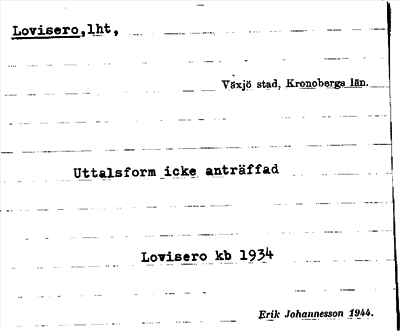 Lovisero,lht,
Växjö stad, Kronobergs län.
Uttalsform icke anträffad
Lovisero kb 1934
Erik Johannesson 1944.